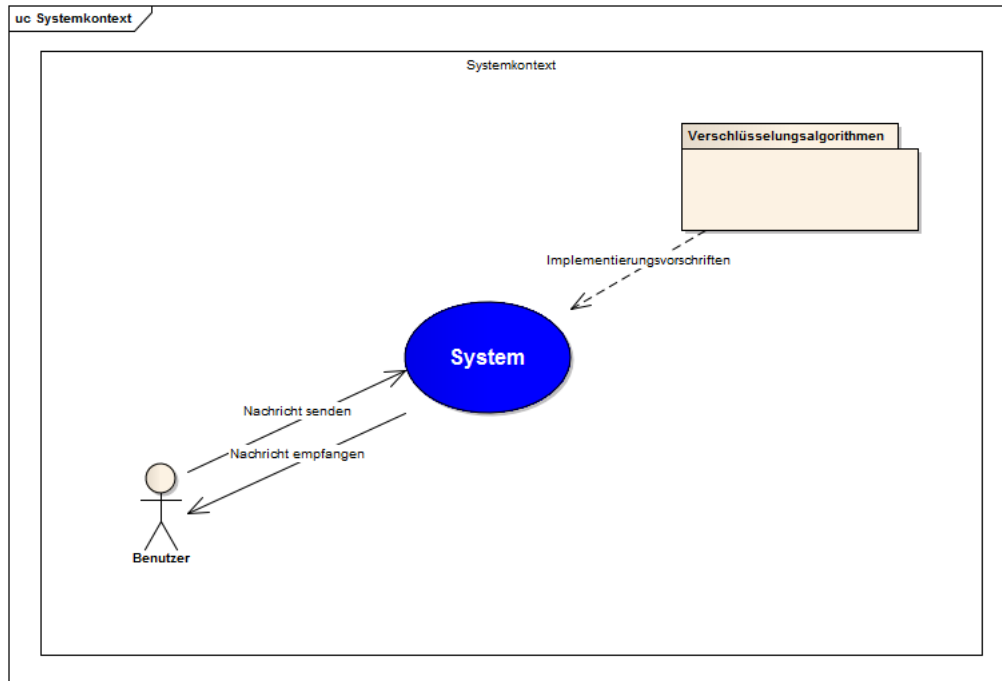 uc Systemkontext
Systemkontext
Verschlüsselungsalgorithmen
Implementierungsvorschriften
System
Nachricht senden
Nachricht empfangen
Benutzer